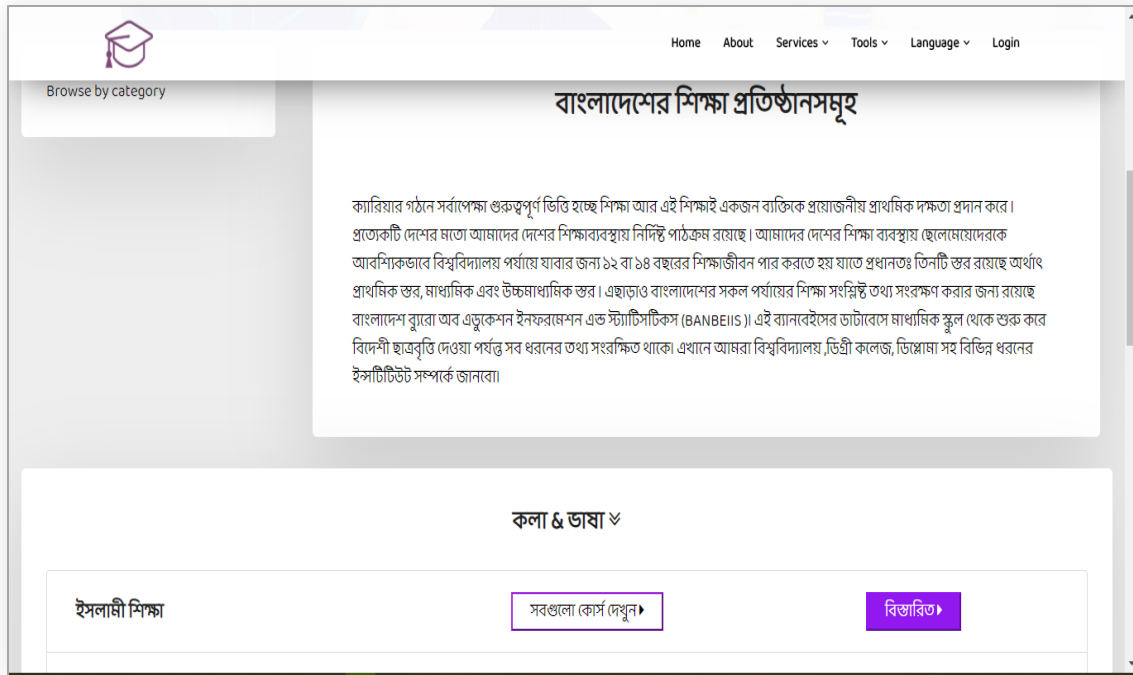 Home About Services Tools Language Login
Browse by category
বাংলাদেশের শিক্ষা প্রতিষ্ঠানসমূহ
ক্যারিয়ার গঠনে সর্বাপেক্ষা গুরুত্বপূর্ণ ভিত্তি হচ্ছে শিক্ষা আর এই শিক্ষাই একজন ব্যক্তিকে প্রয়োজনীয় প্রাথমিক দক্ষতা প্রদান করে।
প্রত্যেকটি দেশের মতো আমাদের দেশের শিক্ষাব্যবস্থায় নির্দিষ্ট পাঠক্রম রয়েছে। আমাদের দেশের শিক্ষা ব্যবস্থায় ছেলেমেয়েদেরকে
আবশ্যিকভাবে বিশ্ববিদ্যালয় পর্যায়ে যাবার জন্য ১২ বা ১৪ বছরের শিক্ষাজীবন পার করতে হয় যাতে প্রধানতঃ তিনটি স্তর রয়েছে অর্থাৎ
প্রাথমিক স্তর, মাধ্যমিক এবং উচ্চমাধ্যমিক স্তর। এছাড়াও বাংলাদেশের সকল পর্যায়ের শিক্ষা সংশ্লিষ্ট তথ্য সংরক্ষণ করার জন্য রয়েছে
বাংলাদেশ ব্যুরো অব এডুকেশন ইনফরমেশন এন্ড স্ট্যাটিসটিকস (BANBEIIS )। এই ব্যানবেইসের ডাটাবেসে মাধ্যমিক স্কুল থেকে শুরু করে
বিদেশী ছাত্রবৃত্তি দেওয়া পর্যন্ত সব ধরনের তথ্য সংরক্ষিত থাকে। এখানে আমরা বিশ্ববিদ্যালয় ,ডিগ্রী কলেজ, ডিপ্লোমা সহ বিভিন্ন ধরনের
ইন্সটিটিউট সম্পর্কে জানবো।
কলা & ভাষা
ইসলামী শিক্ষা সবগুলো কোর্স দেখুন বিস্তারিত